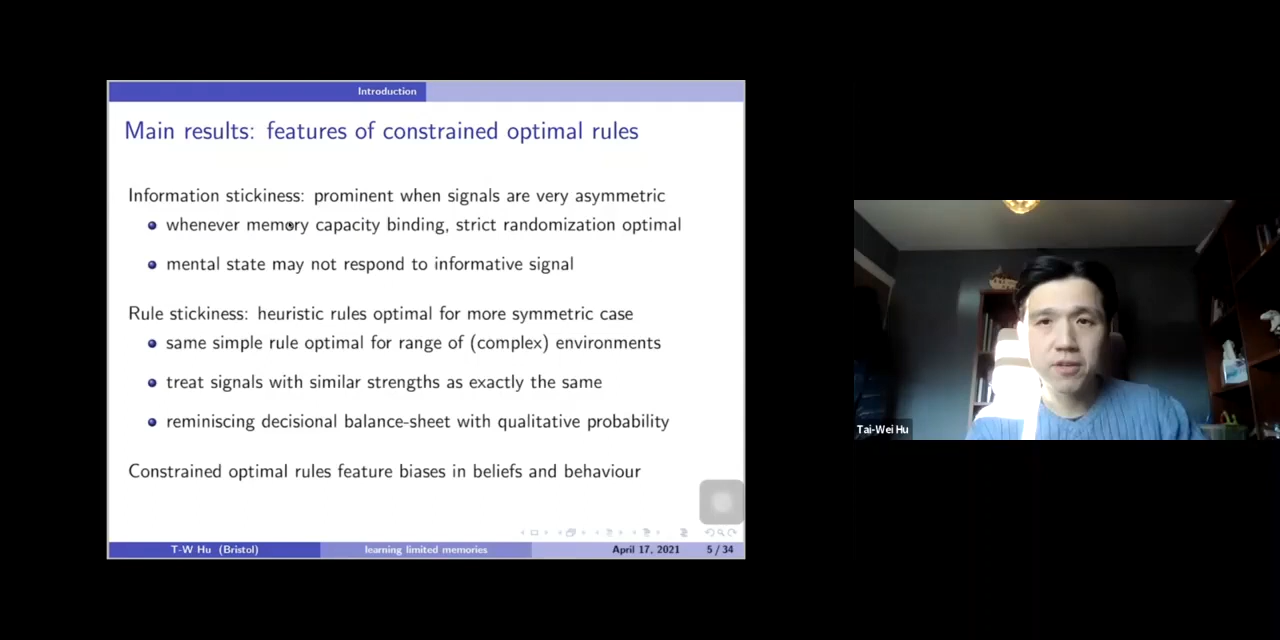 Introduction
Main results: features of constrained optimal rules
Information stickiness: prominent when signals are very asymmetric
whenever memory capacity binding, strict randomization optimal
mental state may not respond to informative signal
Rule stickiness: heuristic rules optimal for more symmetric case
same simple rule optimal for range of (complex) environments
treat signals with similar strengths as exactly the same
reminiscing decisional balance-sheet with qualitative probability
Constrained optimal rules feature biases in beliefs and behaviour
T-W Hu (Bristol)
learning limited memories
April 17, 2021
5 / 34
Tai-Wei Hu